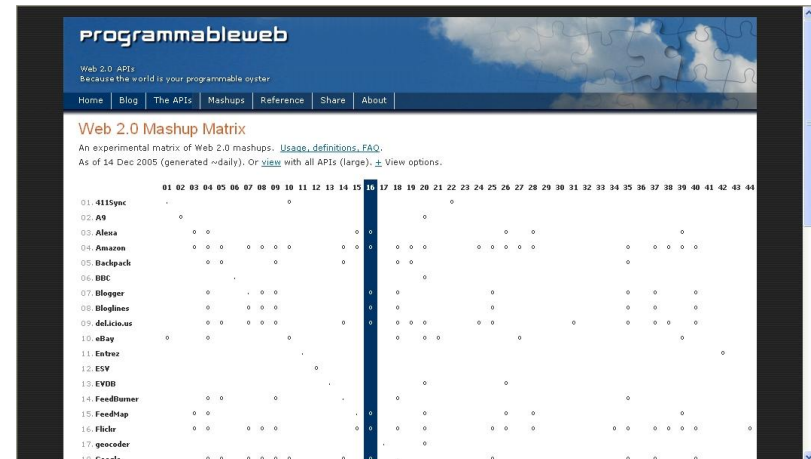 Programmableweb
Web 2.0 APIs
Because the world is your programmable oyster
Home Blog The APIs Mashups Reference Share About
Web 2.0 Mashup Matrix
An experimental matrix of Web 2.0 mashups. Usage, definitions, FAQ.
As of 14 Dec 2005 (generated ~daily). Or view with all APIs (large). + View options.
01 02 03 04 05 06 07 08 09 10 11 12 13 14 15 16 17 18 19 20 21 22 23 24 25 26 27 28 29 30 31 32 33 34 35 36 37 38 39 40 41 42 43 44
01. 411Sync
02. A9
03. Alexa
04. Amazon
05. Backpack
06. BBC
07. Blogger
08. Bloglines
09. del.icio.us
10. eBay
11. Entrez
12. ESV
13. EVDB
14. FeedBurner
15. FeedMap
16. Flickr
17. geocoder
18. Google